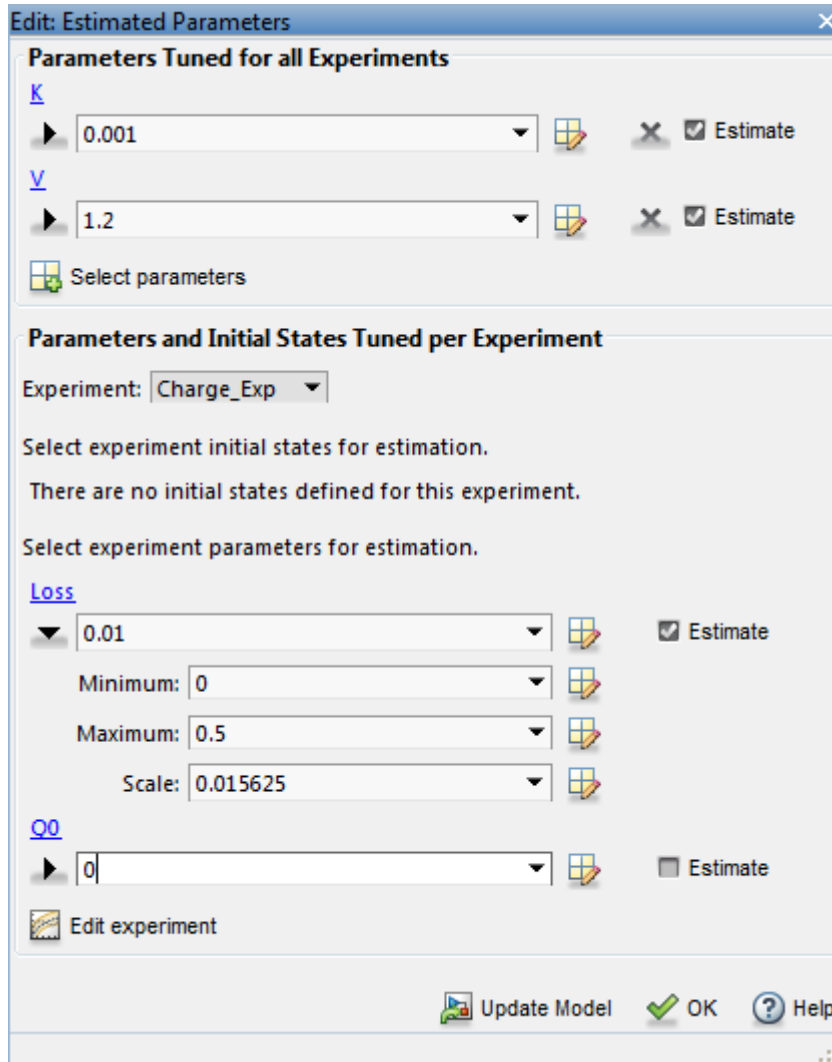 Edit: Estimated Parameters
Parameters Tuned for all Experiments
K
0.001 Estimate
V
1.2 Estimate
Select parameters
Parameters and Initial States Tuned per Experiment
Experiment: Charge_Exp
Select experiment initial states for estimation.
There are no initial states defined for this experiment.
Select experiment parameters for estimation.
Loss
0.01 Estimate
Minimum: 0
Maximum: 0.5
Scale: 0.015625
Q0
0 Estimate
Edit experiment
Update Model OK Help